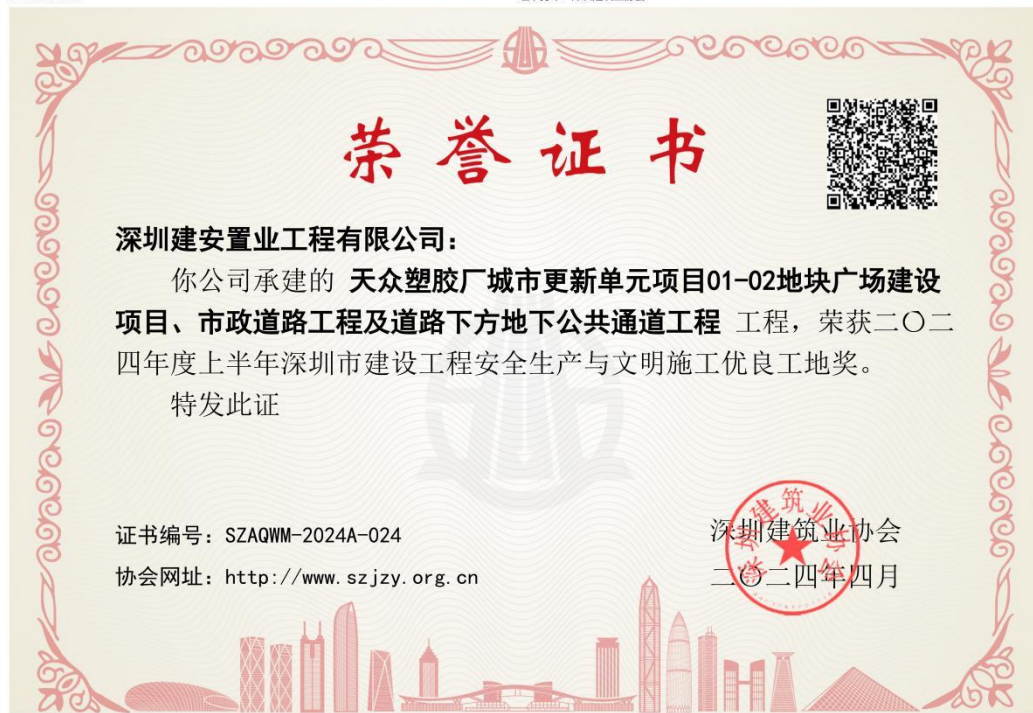 荣誉证书
深圳建安置业工程有限公司：
你公司承建的 天众塑胶厂城市更新单元项目01-02地块广场建设
项目、市政道路工程及道路下方地下公共通道工程 工程，荣获二〇二
四年度上半年深圳市建设工程安全生产与文明施工优良工地奖。
特发此证
证书编号：SZAQWM-2024A-024
深圳建筑业协会
协会网址：http://www.szjzy.org.cn
二〇二四年四月
深圳建筑业协会